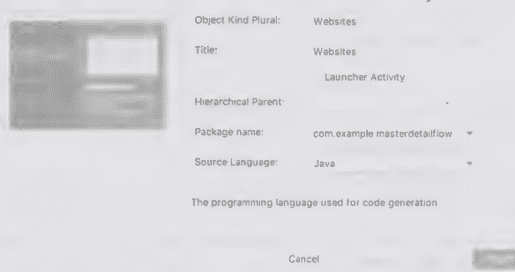 Object Kind Plural: Websites
Title: Websites
Launcher Activity
Hierarchical Parent:
Package name: com.example masterdetailflow
Source Language: Java
The programming language used for code generation
Cancel